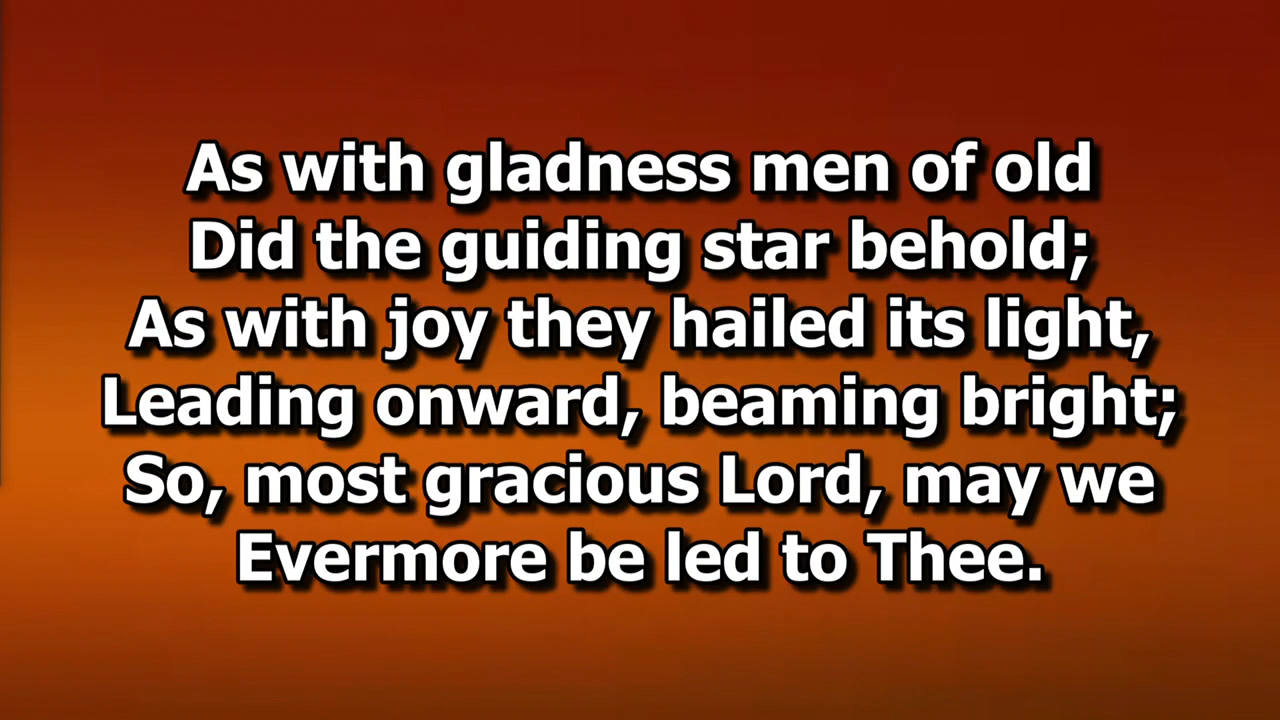 As with gladness men of old
Did the guiding star behold;
As with joy they hailed its light,
Leading onward, beaming bright;
So, most gracious Lord, may we
Evermore be led to Thee.